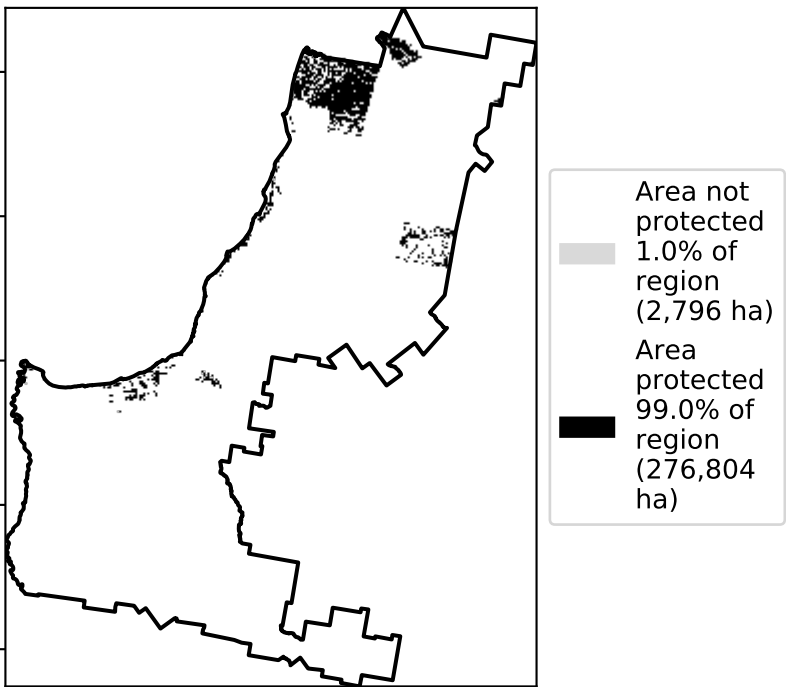 Area not
protected
1.0% of
region
(2,796 ha)
Area
protected
99.0% of
region
(276,804
ha)